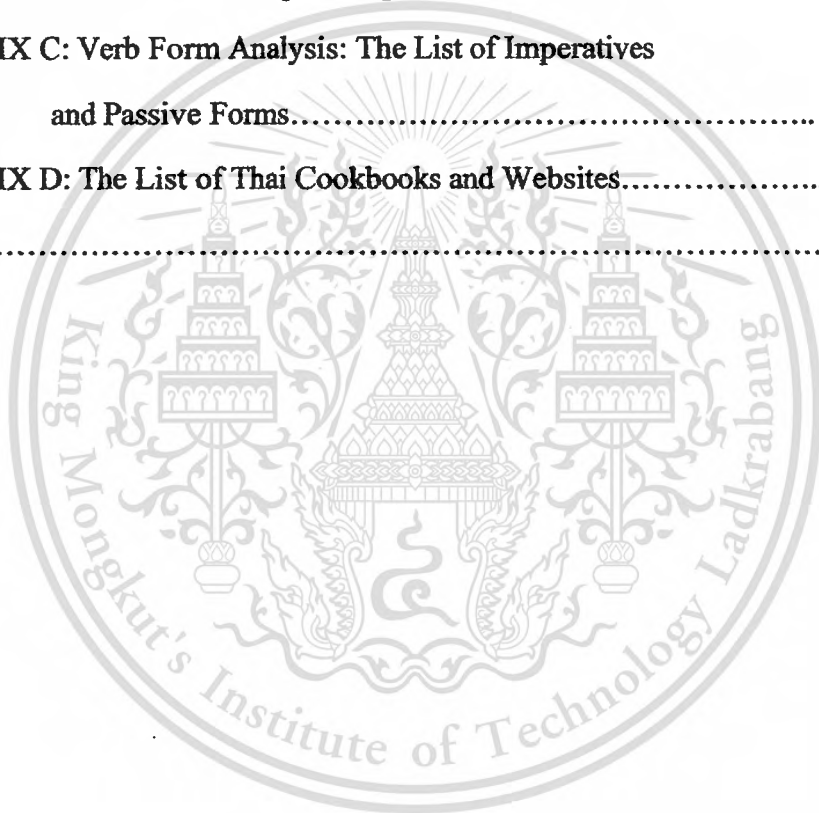 IX C: Verb Form Analysis: The List of Imperatives
and Passive Forms......................................................
IX D: The List of Thai Cookbooks and Websites...................
....................................................................................
King Mongkut's Institute of Technology Ladkrabang